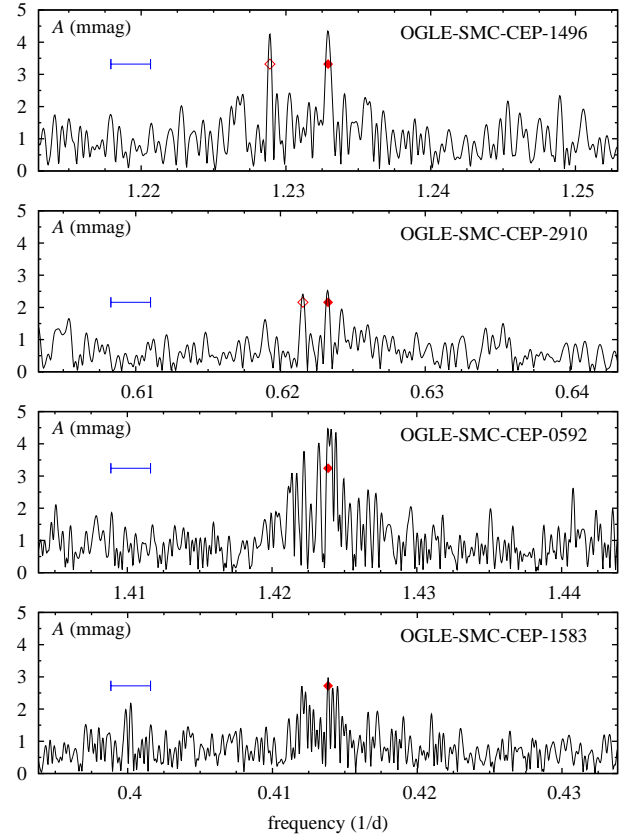 A (mmag) OGLE-SMC-CEP-1496
5
4
3
2
1
0
1.22 1.23 1.24 1.25
A (mmag) OGLE-SMC-CEP-2910
5
4
3
2
1
0
0.61 0.62 0.63 0.64
A (mmag) OGLE-SMC-CEP-0592
5
4
3
2
1
0
1.41 1.42 1.43 1.44
A (mmag) OGLE-SMC-CEP-1583
5
4
3
2
1
0
0.4 0.41 0.42 0.43
frequency (1/d)